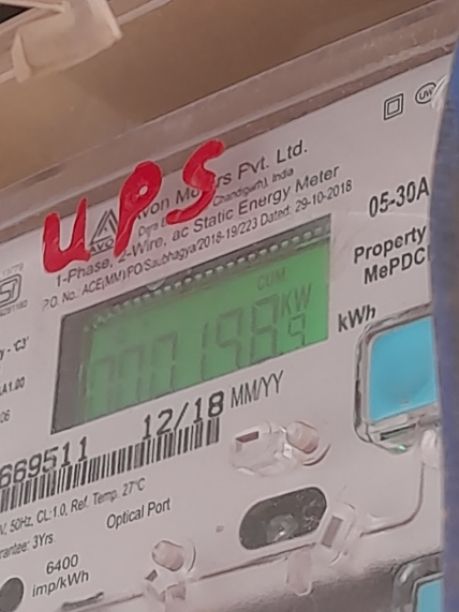 UPS
Avon Meters Pvt. Ltd.
Chandigarh), India
1-Phase, 2-Wire, ac Static Energy Meter
P.O. No.: ACE(MM)/PO/Saubhagya/2018-19/223 Dated: 29-10-2018
05-30A
Property
MePDC
CUM
KW
kWh
12/18 MM/YY
669511
50Hz, CL:1.0, Ref. Temp. 27°C
3Yrs.
Optical Port
6400
imp/kWh